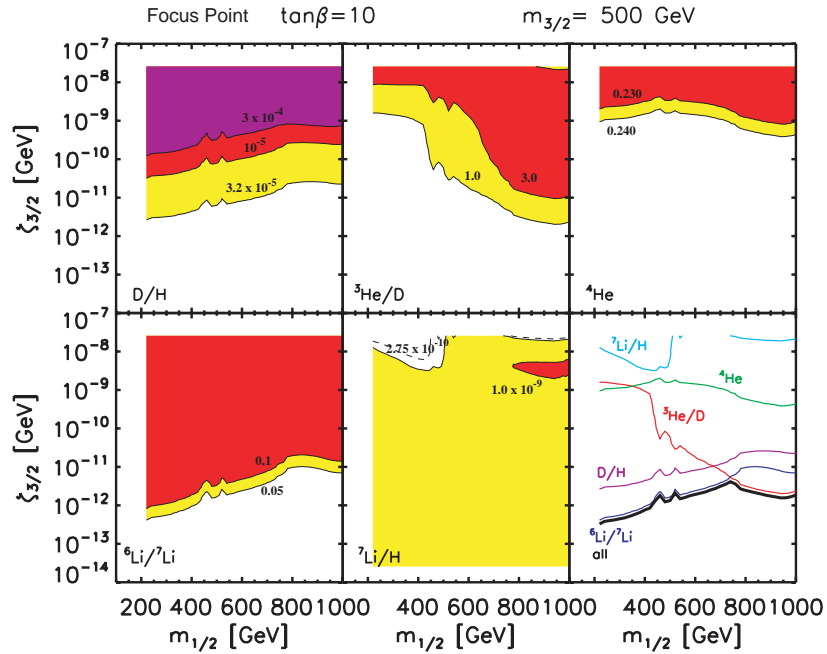 Focus Point tanβ=10 m3/2= 500 GeV
10-7
10-8
10-9
10-10
10-11
10-12
10-13
10-7
ζ3/2 [GeV]
3 x 10-4
10-5
3.2 x 10-5
D/H
1.0
3.0
3He/D
0.230
0.240
4He
10-8
10-9
10-10
10-11
10-12
10-13
10-14
ζ3/2 [GeV]
0.1
0.05
6Li/7Li
2.75 x 10-10
1.0 x 10-9
7Li/H
7Li/H
4He
3He/D
D/H
6Li/7Li
all
200 400 600 800 1000 400 600 800 1000 400 600 800 1000
m1/2 [GeV] m1/2 [GeV] m1/2 [GeV]